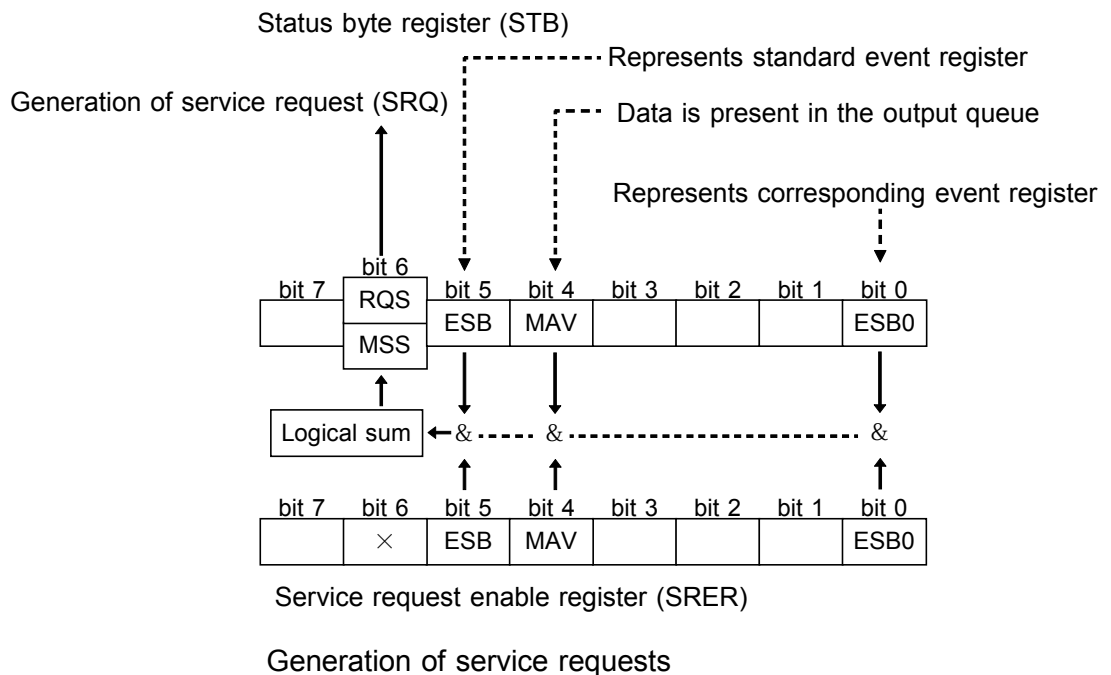 Status byte register (STB)
Represents standard event register
Generation of service request (SRQ)
Data is present in the output queue
Represents corresponding event register
bit 7 bit 6 bit 5 bit 4 bit 3 bit 2 bit 1 bit 0
RQS ESB MAV ESB0
MSS
Logical sum & & &
bit 7 bit 6 bit 5 bit 4 bit 3 bit 2 bit 1 bit 0
× ESB MAV ESB0
Service request enable register (SRER)
Generation of service requests